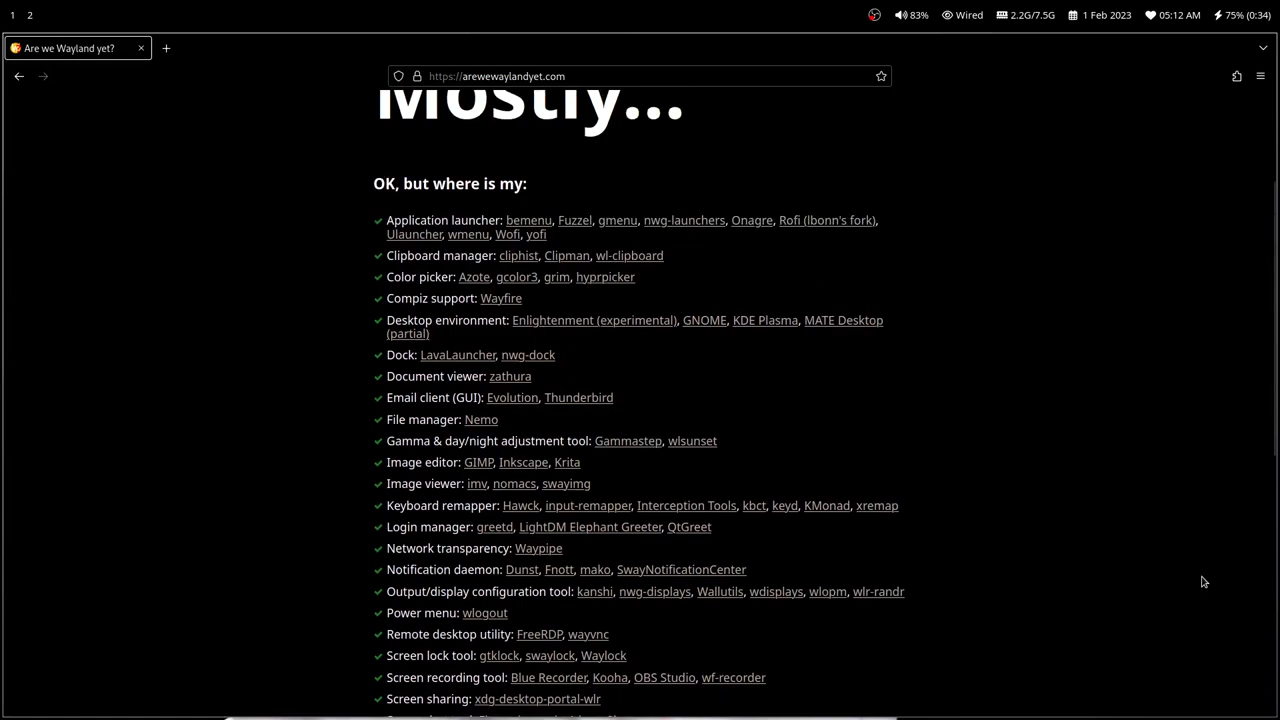 1 2 83% Wired 2.2G/7.5G 1 Feb 2023 05:12 AM 75% (0:34)
Are we Wayland yet?
https://arewewaylandyet.com
Mostly...
OK, but where is my:
Application launcher: bemenu, Fuzzel, gmenu, nwg-launchers, Onagre, Rofi (lbonn's fork),
Ulauncher, wmenu, Wofi, yofi
Clipboard manager: cliphist, Clipman, wl-clipboard
Color picker: Azote, gcolor3, grim, hyprpicker
Compiz support: Wayfire
Desktop environment: Enlightenment (experimental), GNOME, KDE Plasma, MATE Desktop
(partial)
Dock: LavaLauncher, nwg-dock
Document viewer: zathura
Email client (GUI): Evolution, Thunderbird
File manager: Nemo
Gamma & day/night adjustment tool: Gammastep, wlsunset
Image editor: GIMP, Inkscape, Krita
Image viewer: imv, nomacs, swayimg
Keyboard remapper: Hawck, input-remapper, Interception Tools, kbct, keyd, KMonad, xremap
Login manager: greetd, LightDM Elephant Greeter, QtGreet
Network transparency: Waypipe
Notification daemon: Dunst, Fnott, mako, SwayNotificationCenter
Output/display configuration tool: kanshi, nwg-displays, Wallutils, wdisplays, wlopm, wlr-randr
Power menu: wlogout
Remote desktop utility: FreeRDP, wayvnc
Screen lock tool: gtklock, swaylock, Waylock
Screen recording tool: Blue Recorder, Kooha, OBS Studio, wf-recorder
Screen sharing: xdg-desktop-portal-wlr